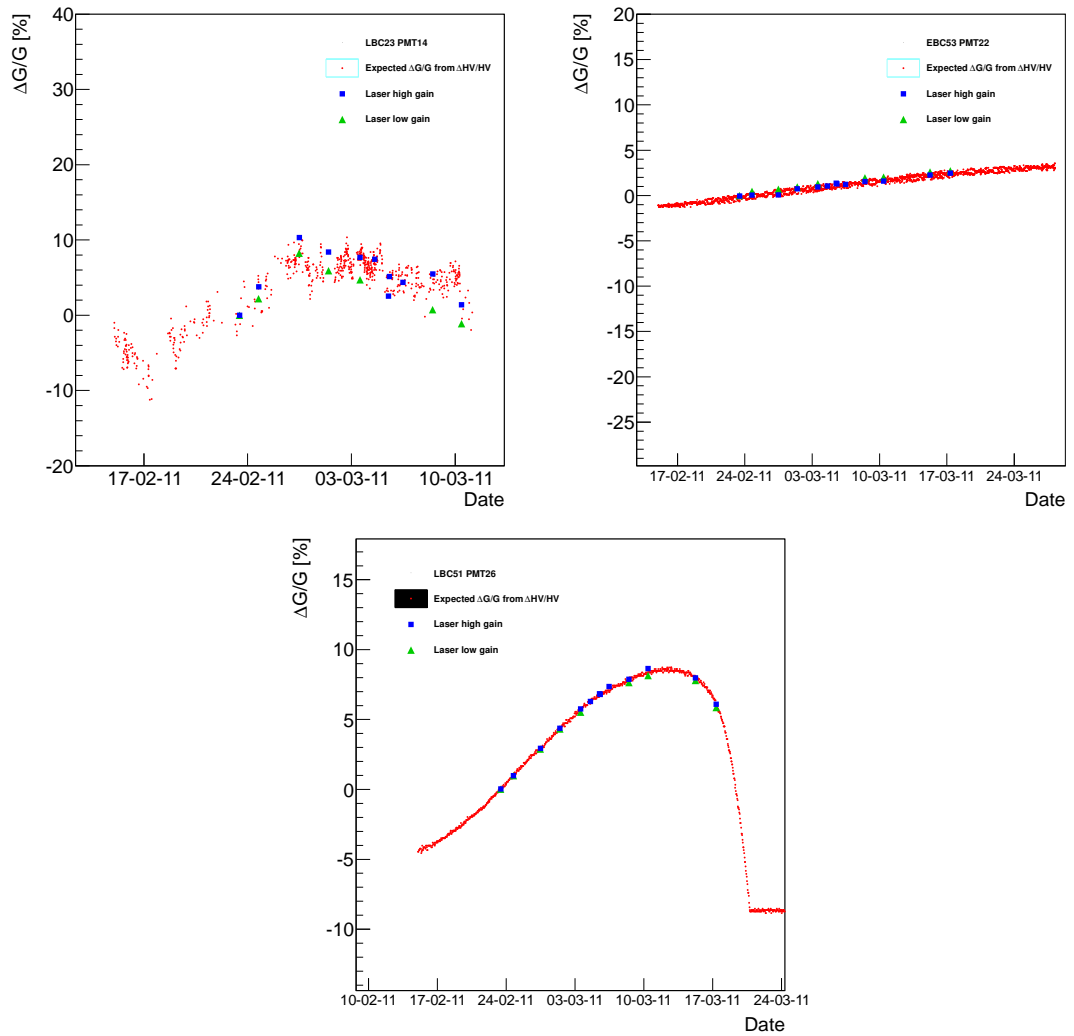 ΔG/G [%]
40
30
20
10
0
-10
-20
LBC23 PMT14
Expected ΔG/G from ΔHV/HV
Laser high gain
Laser low gain
17-02-11 24-02-11 03-03-11 10-03-11
Date
ΔG/G [%]
20
15
10
5
0
-5
-10
-15
-20
-25
EBC53 PMT22
Expected ΔG/G from ΔHV/HV
Laser high gain
Laser low gain
17-02-11 24-02-11 03-03-11 10-03-11 17-03-11 24-03-11
Date
ΔG/G [%]
15
10
5
0
-5
-10
LBC51 PMT26
Expected ΔG/G from ΔHV/HV
Laser high gain
Laser low gain
10-02-11 17-02-11 24-02-11 03-03-11 10-03-11 17-03-11 24-03-11
Date